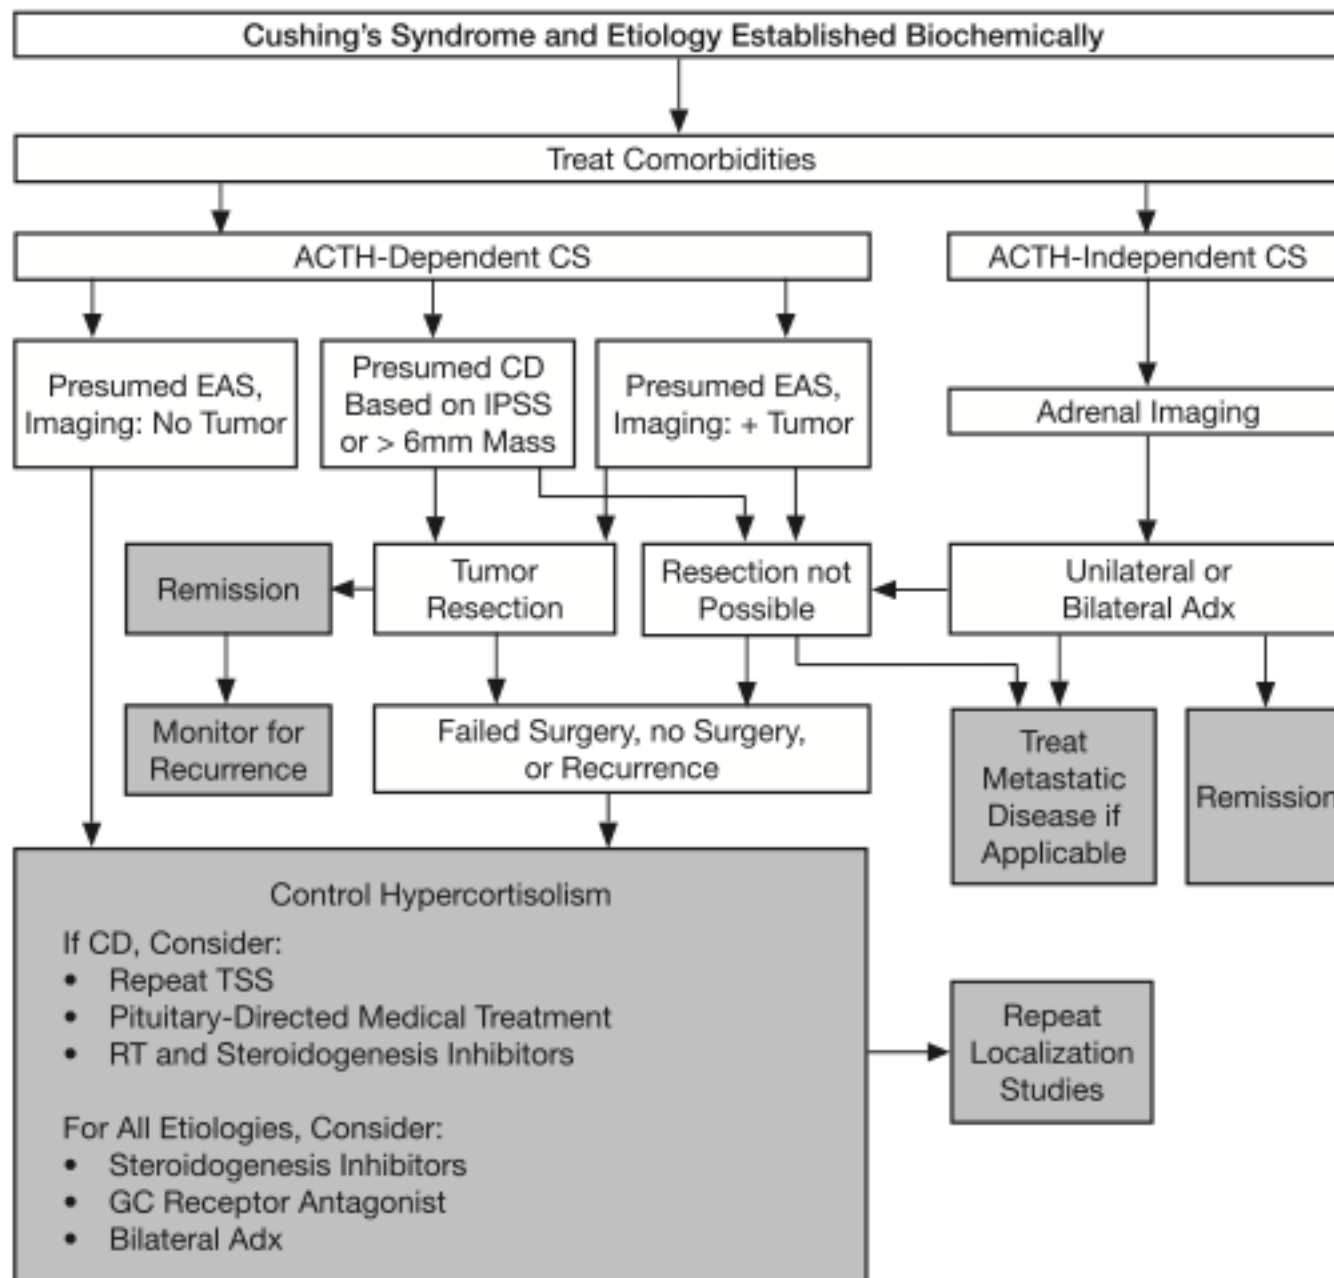 Cushing's Syndrome and Etiology Established Biochemically
Treat Comorbidities
ACTH-Dependent CS
ACTH-Independent CS
Presumed EAS,
Imaging: No Tumor
Presumed CD
Based on IPSS
or > 6mm Mass
Presumed EAS,
Imaging: + Tumor
Adrenal Imaging
Remission
Tumor
Resection
Resection not
Possible
Unilateral or
Bilateral Adx
Monitor for
Recurrence
Failed Surgery, no Surgery,
or Recurrence
Treat
Metastatic
Disease if
Applicable
Remission
Control Hypercortisolism
If CD, Consider:
• Repeat TSS
• Pituitary-Directed Medical Treatment
• RT and Steroidogenesis Inhibitors
For All Etiologies, Consider:
• Steroidogenesis Inhibitors
• GC Receptor Antagonist
• Bilateral Adx
Repeat
Localization
Studies